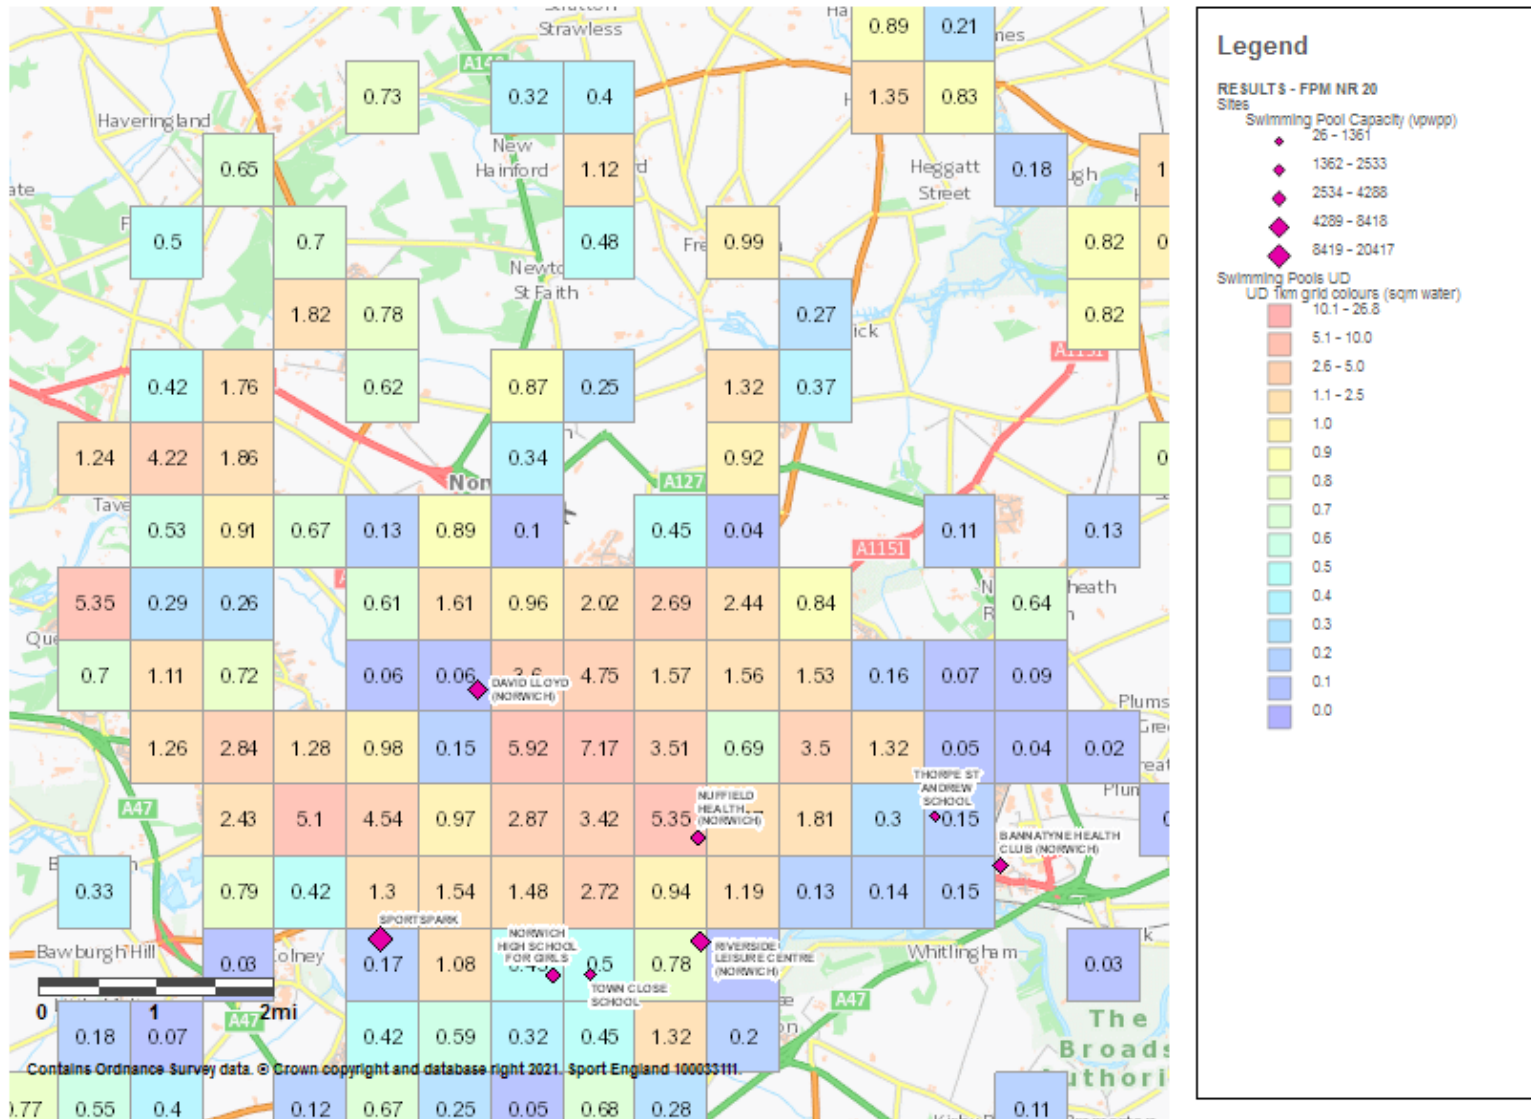 Strawless
0.89
0.21
0.73
A140
0.32
0.4
1.35
0.83
Haveringland
0.65
New
Hainford
1.12
Heggatt
Street
0.18
0.5
0.7
0.48
0.99
0.82
St Faith
1.82
0.78
0.27
0.82
A1151
0.42
1.76
0.62
0.87
0.25
1.32
0.37
1.24
4.22
1.86
0.34
0.92
A127
0.53
0.91
0.67
0.13
0.89
0.1
0.45
0.04
A1151
0.11
0.13
5.35
0.29
0.26
0.61
1.61
0.96
2.02
2.69
2.44
0.84
0.64
0.7
1.11
0.72
0.06
0.06
3.6
4.75
1.57
1.56
1.53
0.16
0.07
0.09
DAVID LLOYD
(NORWICH)
1.26
2.84
1.28
0.98
0.15
5.92
7.17
3.51
0.69
3.5
1.32
0.05
0.04
0.02
THORPE ST
ANDREW
SCHOOL
A47
2.43
5.1
4.54
0.97
2.87
3.42
5.35
NUFFIELD
HEALTH
(NORWICH)
1.81
0.3
0.15
BANNATYNE HEALTH
CLUB (NORWICH)
0.33
0.79
0.42
1.3
1.54
1.48
2.72
0.94
1.19
0.13
0.14
0.15
SPORTSPARK
NORWICH
HIGH SCHOOL
FOR GIRLS
Bawburgh Hill
0.03
0.17
1.08
0.5
0.78
RIVERSIDE
LEISURE CENTRE
(NORWICH)
Whitlingham
0.03
TOWN CLOSE
SCHOOL
A47
0 1 2mi
A47
0.18
0.07
0.42
0.59
0.32
0.45
1.32
0.2
The
Broads
Contains Ordnance Survey data. © Crown copyright and database right 2021. Sport England 100033111.
0.55
0.4
0.12
0.67
0.25
0.05
0.68
0.28
0.11
Legend
RESULTS - FPM NR 20
Sites
Swimming Pool Capacity (vpwpp)
26 - 1361
1362 - 2533
2534 - 4288
4289 - 8418
8419 - 20417
Swimming Pools UD
UD 1km grid colours (sqm water)
10.1 - 26.8
5.1 - 10.0
2.6 - 5.0
1.1 - 2.5
1.0
0.9
0.8
0.7
0.6
0.5
0.4
0.3
0.2
0.1
0.0